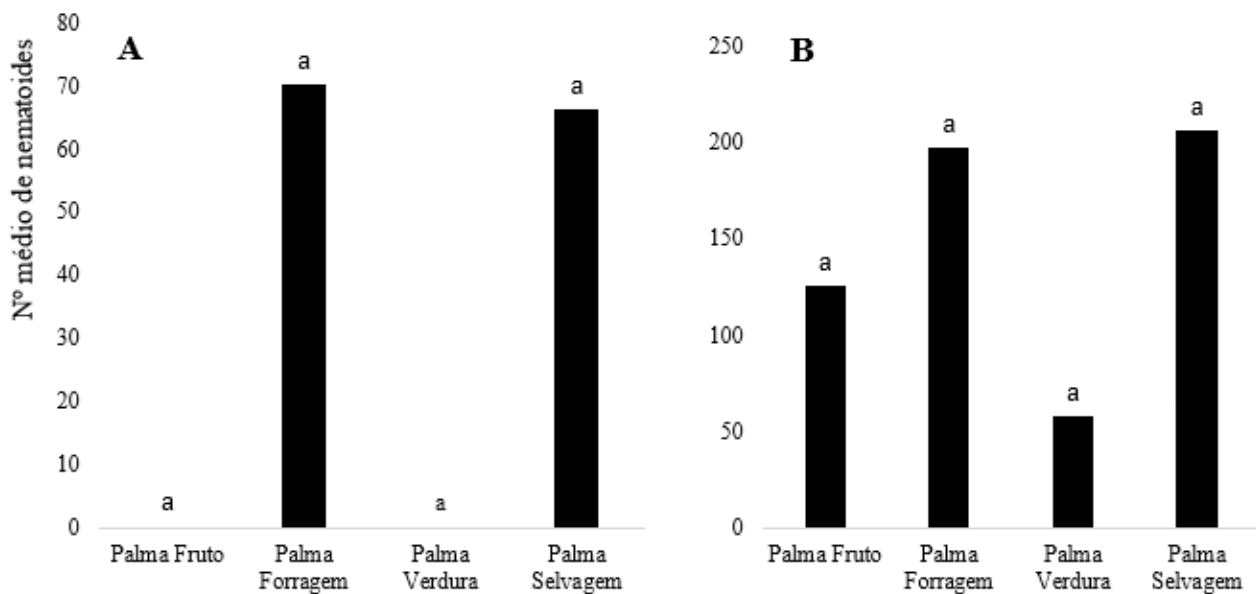 Nº médio de nematoides
A
80
70
60
50
40
30
20
10
0
a
a
a
a
Palma Fruto
Palma
Forragem
Palma
Verdura
Palma
Selvagem
B
250
200
150
100
50
0
a
a
a
a
Palma Fruto
Palma
Forragem
Palma
Verdura
Palma
Selvagem